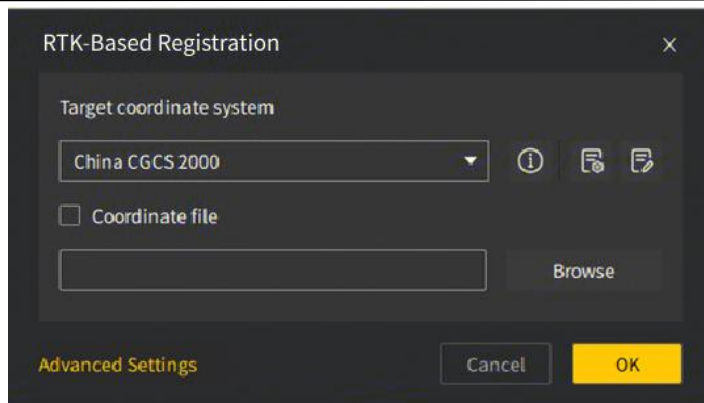 RTK-Based Registration
Target coordinate system
China CGCS 2000
Coordinate file
Browse
Advanced Settings
Cancel
OK